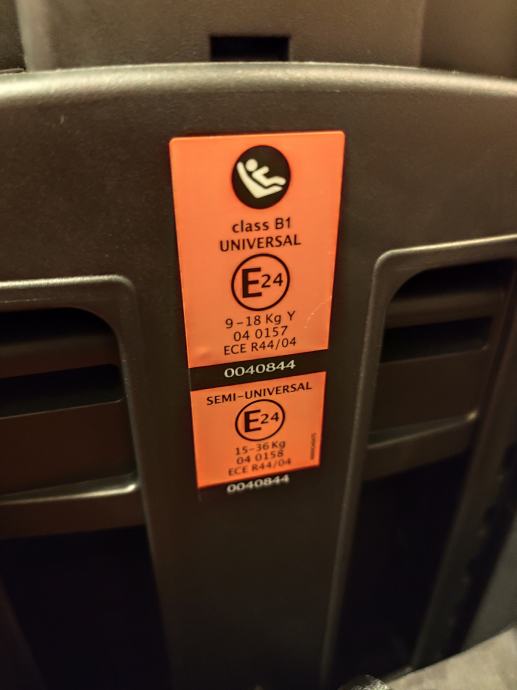 class B1
UNIVERSAL
E24
9-18 Kg Y
04 0157
ECE R44/04
0040844
SEMI-UNIVERSAL
E24
15-36 Kg
04 0158
ECE R44/04
0040844